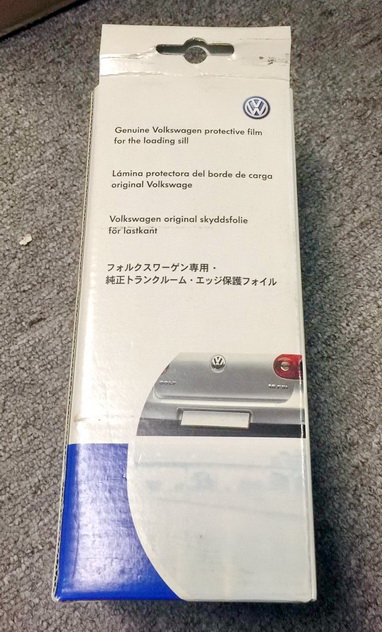 Genuine Volkswagen protective film
for the loading sill
Lámina protectora del borde de carga
original Volkswage
Volkswagen original skyddsfolie
för lastkant
フォルクスワーゲン専用・
純正トランクルーム・エッジ保護フォイル